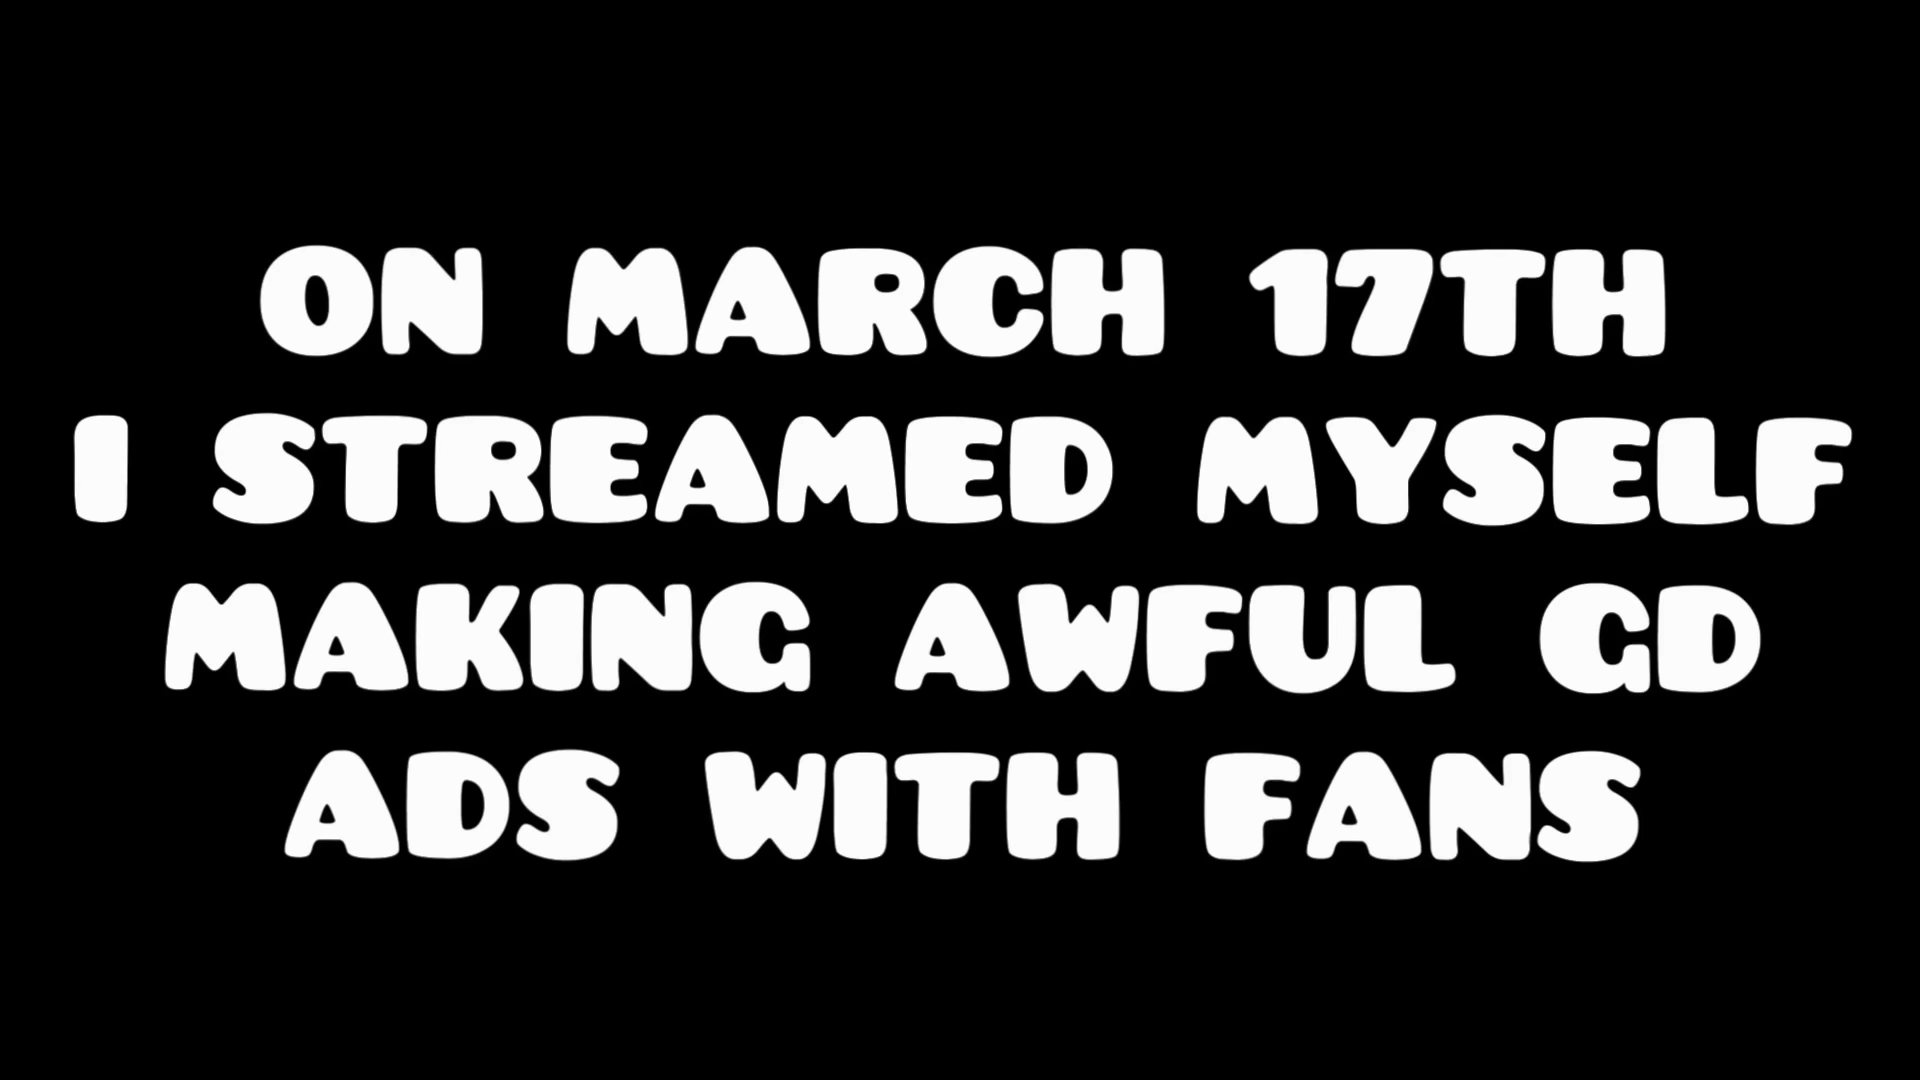 ON MARCH 17TH
I STREAMED MYSELF
MAKING AWFUL GD
ADS WITH FANS